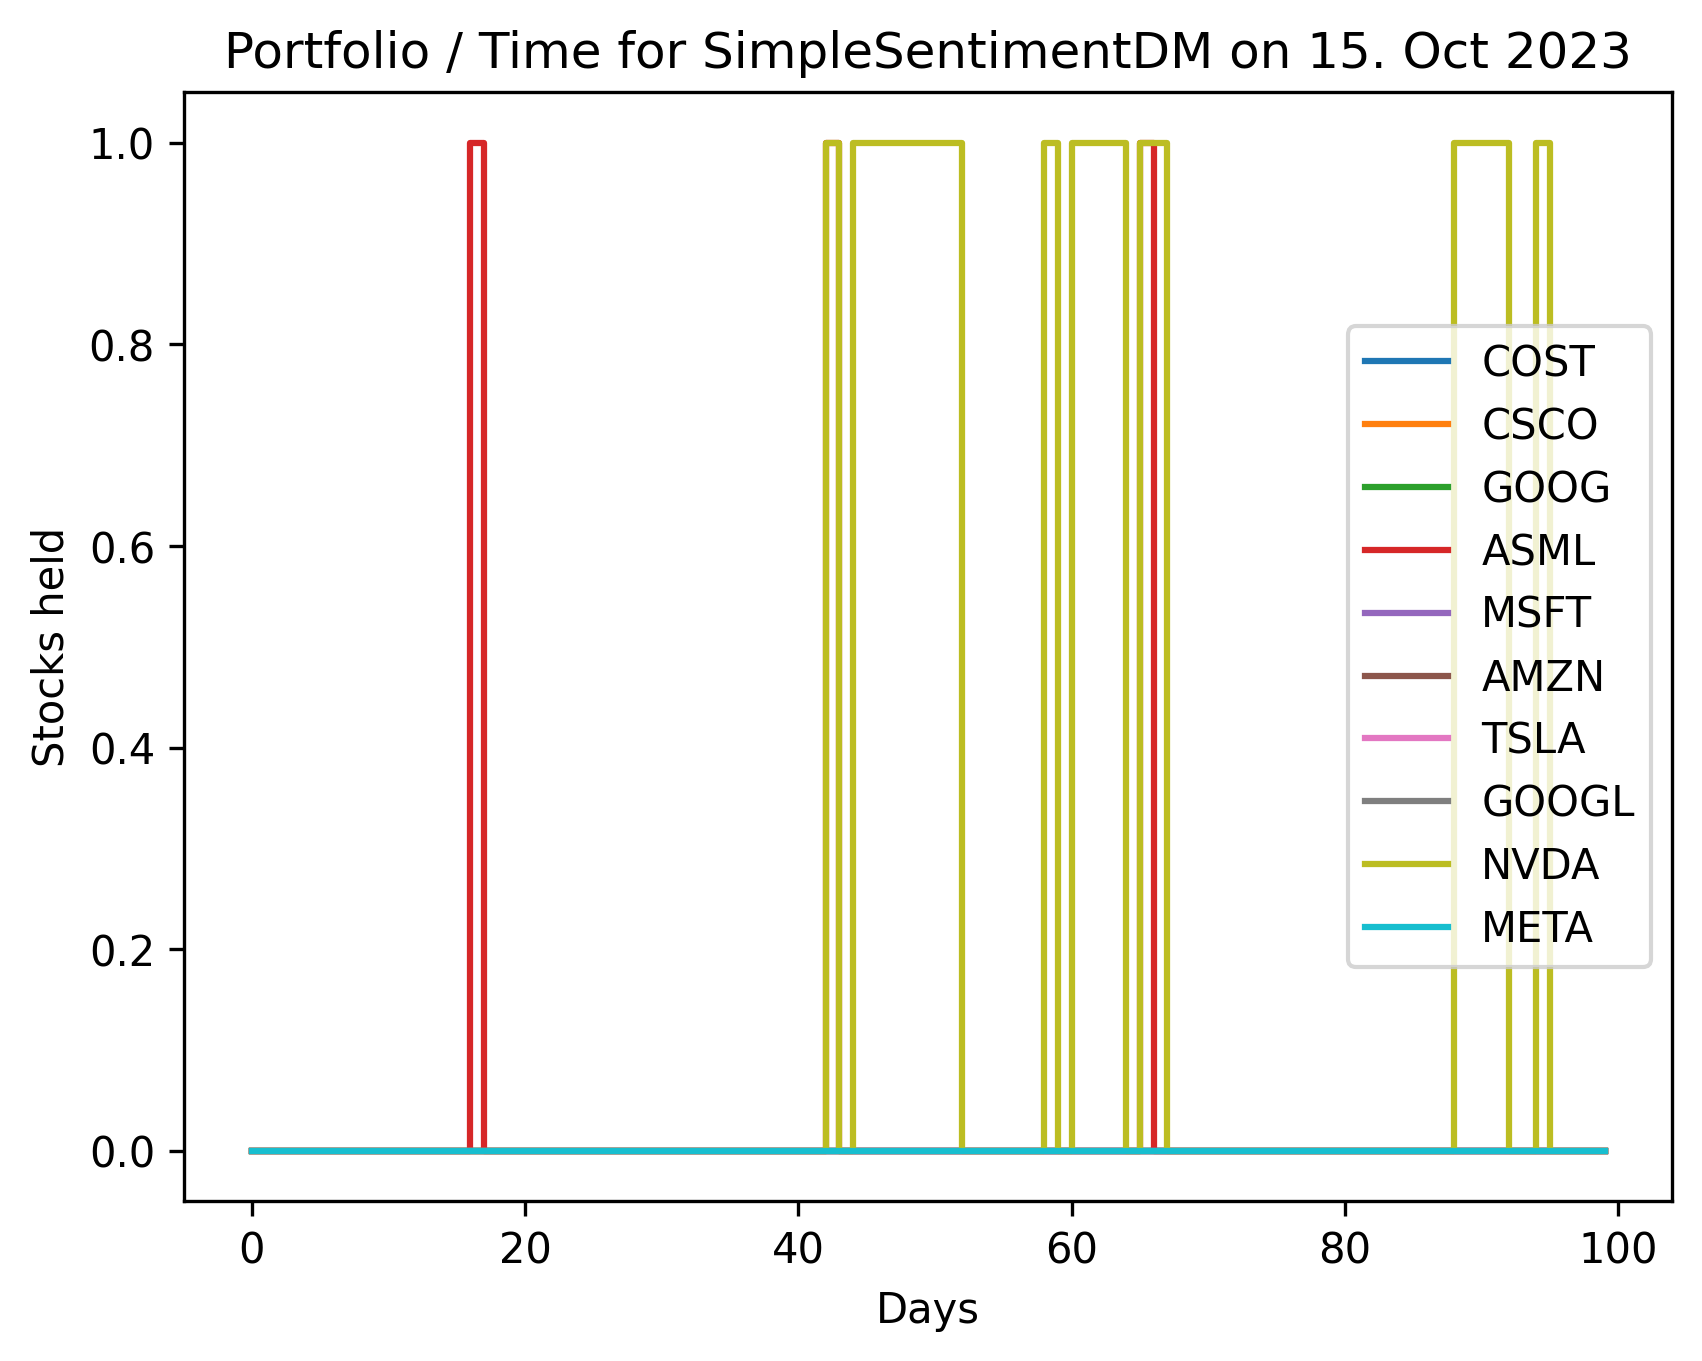 Portfolio / Time for SimpleSentimentDM on 15. Oct 2023
1.0
0.8
0.6
0.4
0.2
0.0
Stocks held
COST
CSCO
GOOG
ASML
MSFT
AMZN
TSLA
GOOGL
NVDA
META
0 20 40 60 80 100
Days